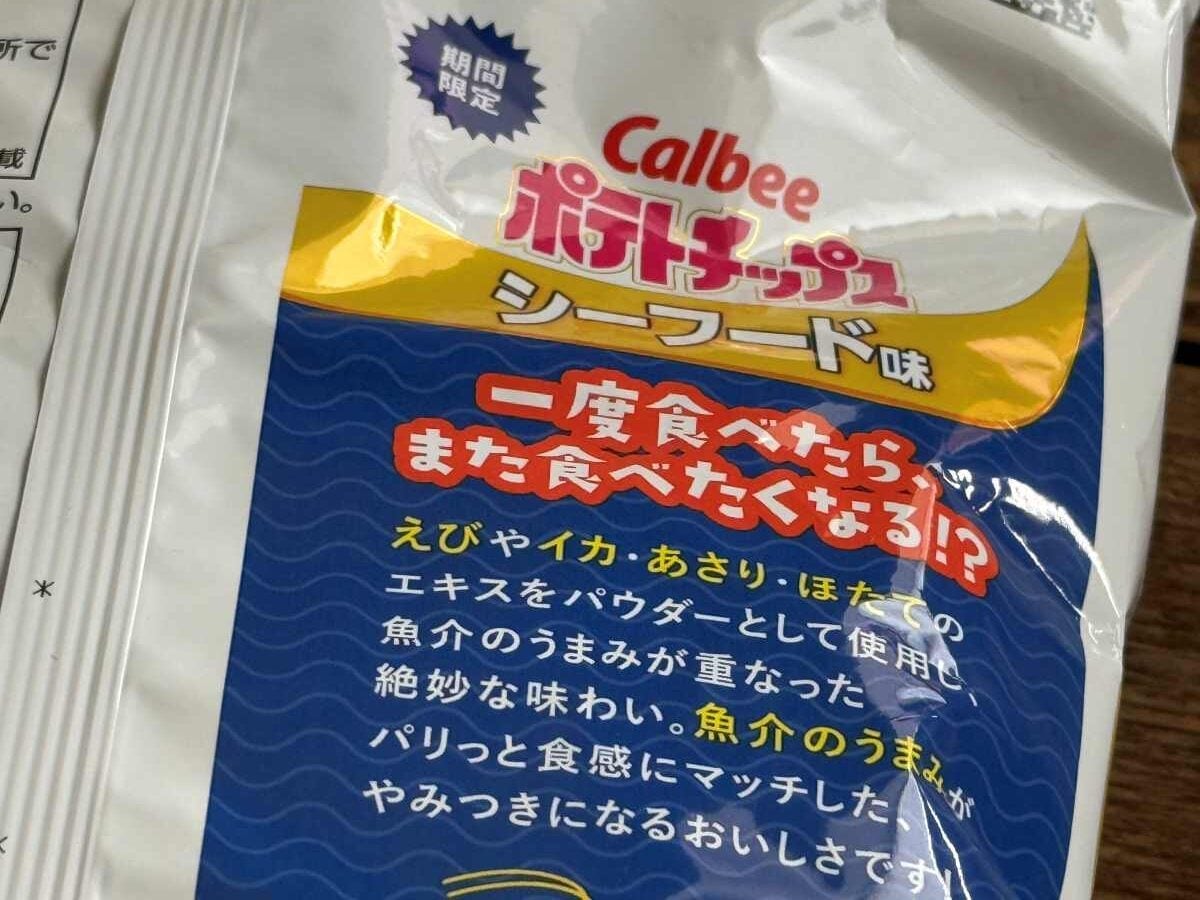 所で
載
い。
期間
限定
Calbee
ポテトチップス
シーフード味
一度食べたら、
また食べたくなる!?
えびやイカ・あさり・ほたての
エキスをパウダーとして使用し、
魚介のうまみが重なった
絶妙な味わい。魚介のうまみが
パリっと食感にマッチした、
やみつきになるおいしさです!
*
*